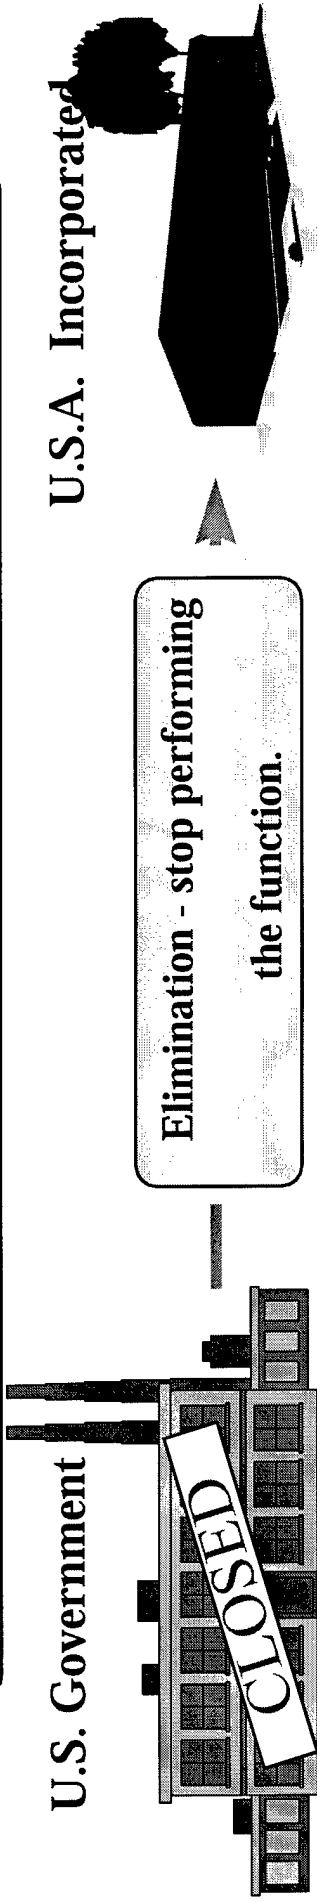 U.S. Government
U.S.A. Incorporated
CLOSED
Elimination - stop performing
the function.